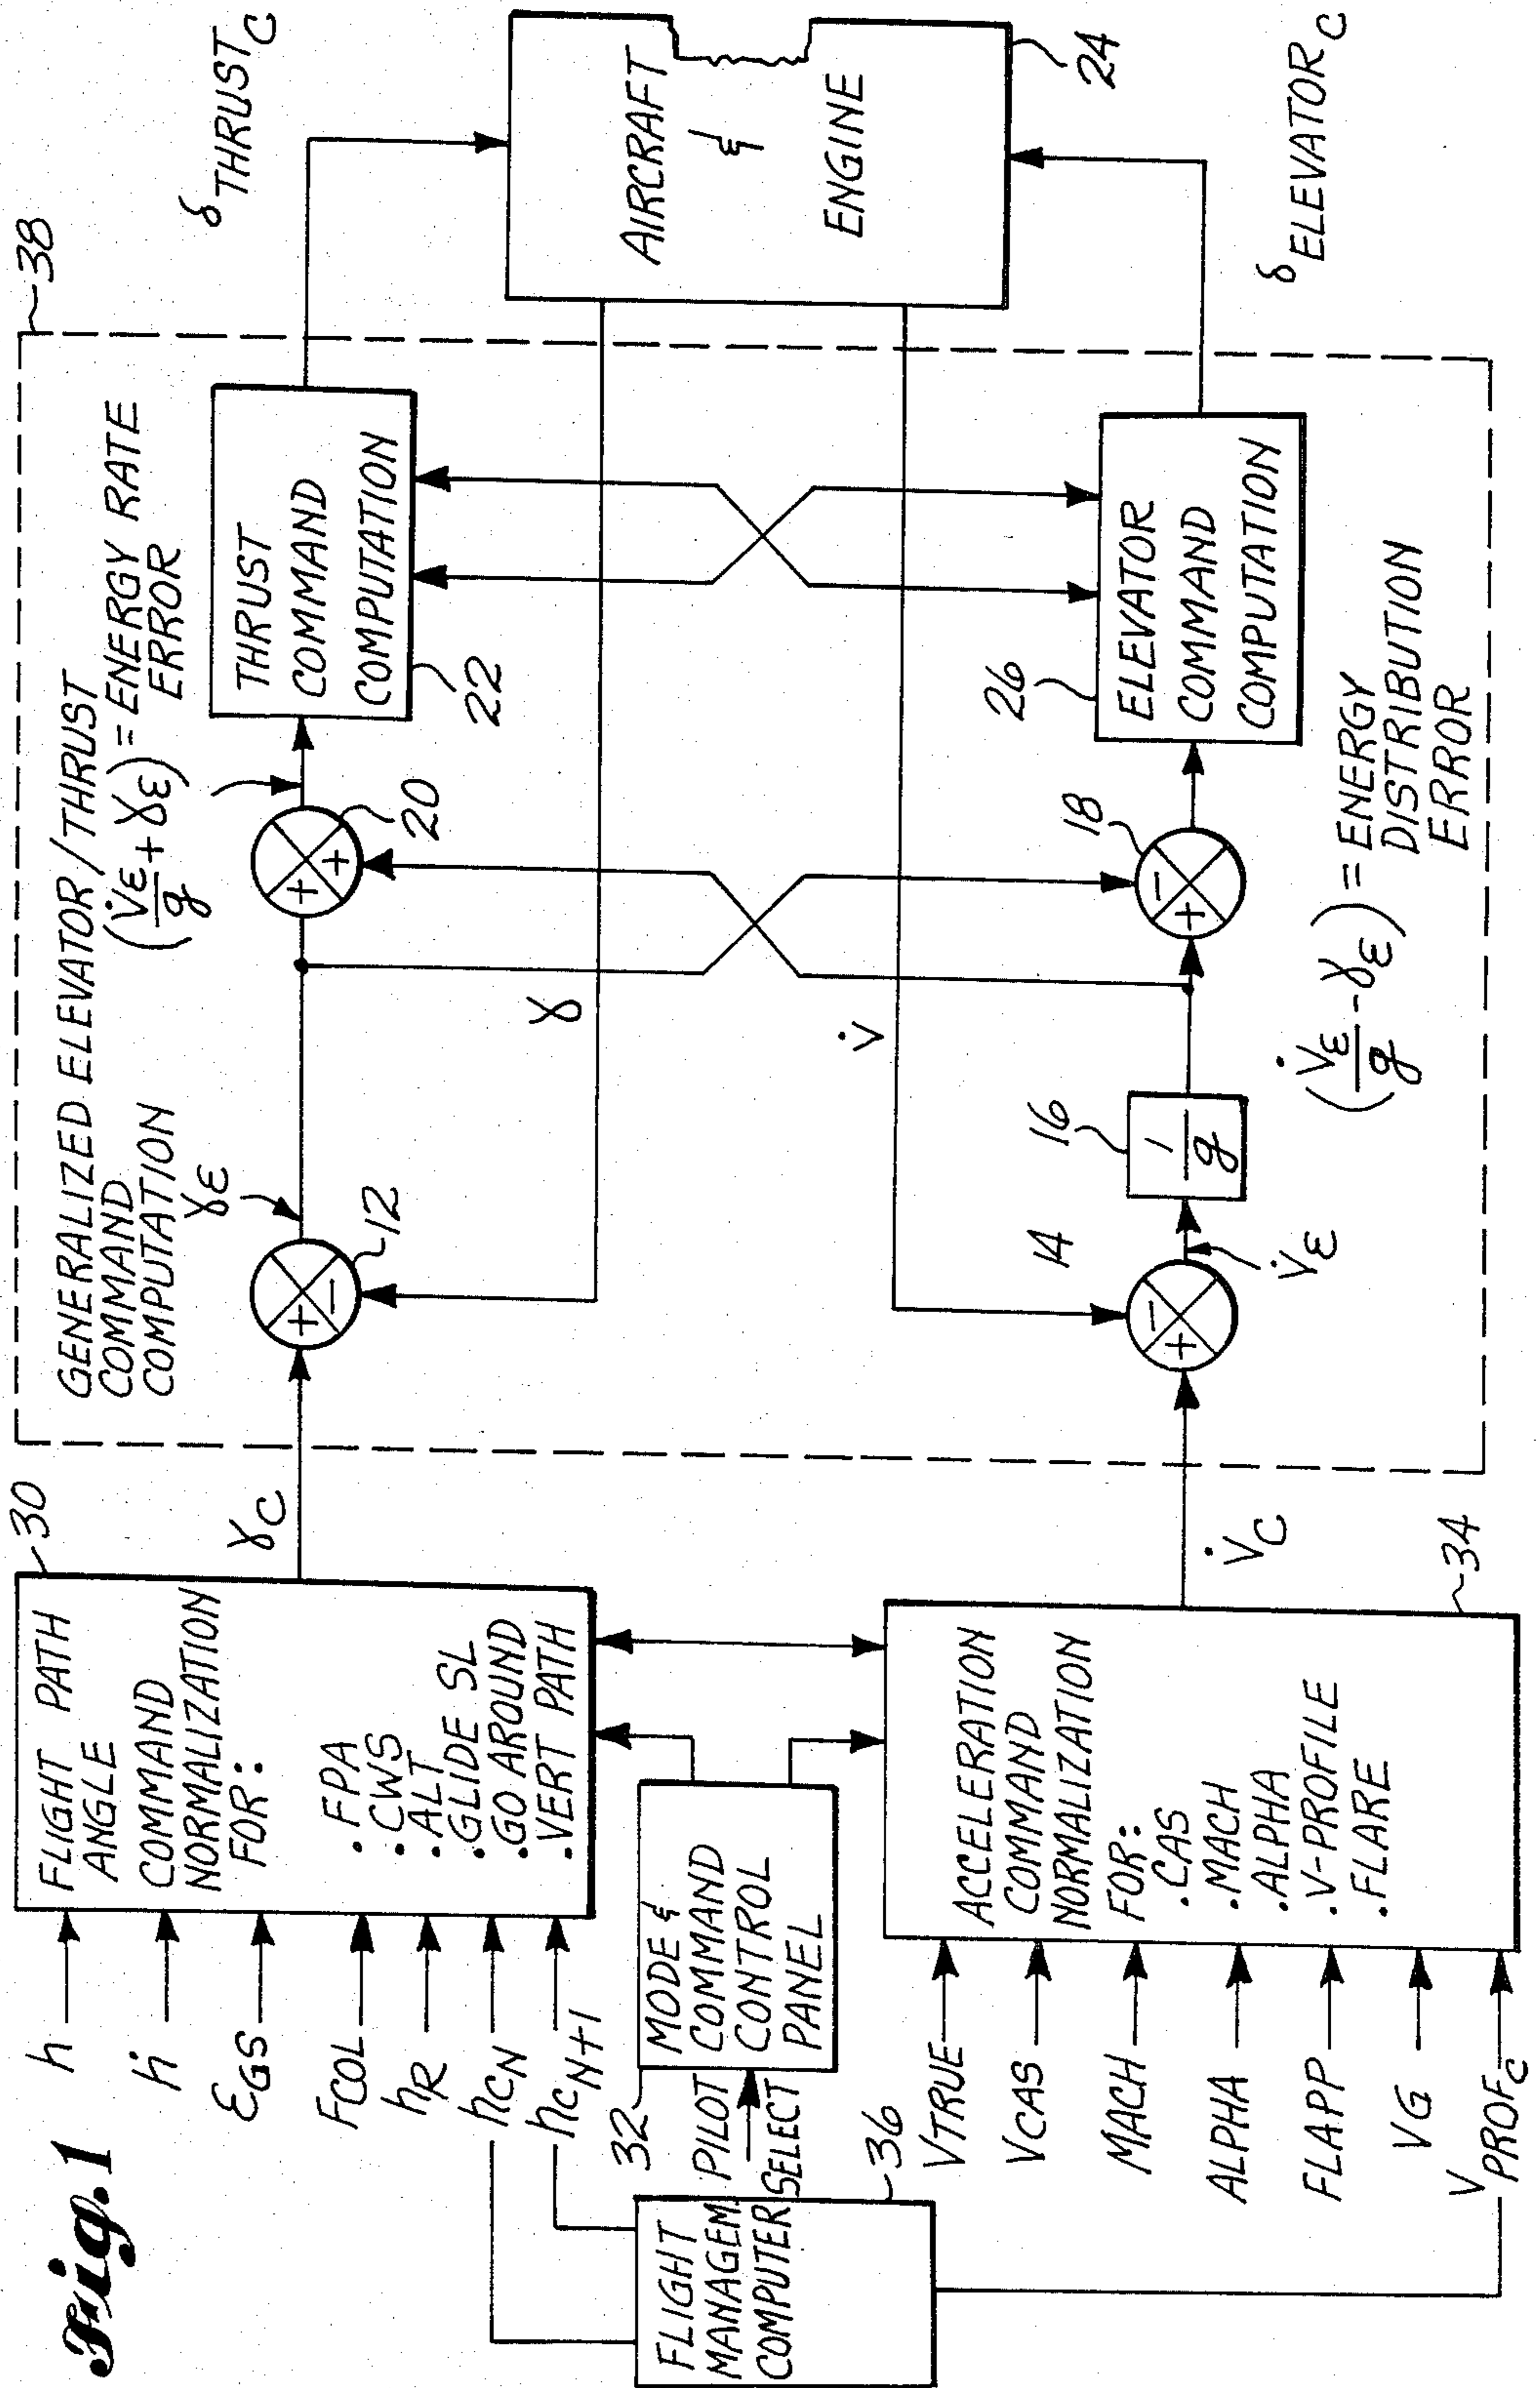 Fig. 1
h
ḣ
εGS
FCOL
hR
hCN
hCN+1
30
FLIGHT PATH
ANGLE
COMMAND
NORMALIZATION
FOR:
.FPA
.CWS
.ALT
.GLIDE SL
.GO AROUND
.VERT PATH
γC
FLIGHT
MANAGEM.
COMPUTER
36
PILOT
SELECT
32
MODE &
COMMAND
CONTROL
PANEL
VTRUE
VCAS
MACH
ALPHA
FLAPP
VG
VPROFC
ACCELERATION
COMMAND
NORMALIZATION
FOR:
.CAS
.MACH
.ALPHA
.V-PROFILE
.FLARE
34
V̇C
38
GENERALIZED ELEVATOR/THRUST
COMMAND
COMPUTATION
γε
+
−
12
(V̇ε/g + γε) = ENERGY RATE
ERROR
+
+
20
THRUST
COMMAND
COMPUTATION
22
γ
V̇
+
−
14
V̇ε
16
1/g
−
+
18
(V̇ε/g - γε) = ENERGY
DISTRIBUTION
ERROR
26
ELEVATOR
COMMAND
COMPUTATION
δTHRUSTC
AIRCRAFT
&
ENGINE
24
δELEVATORC